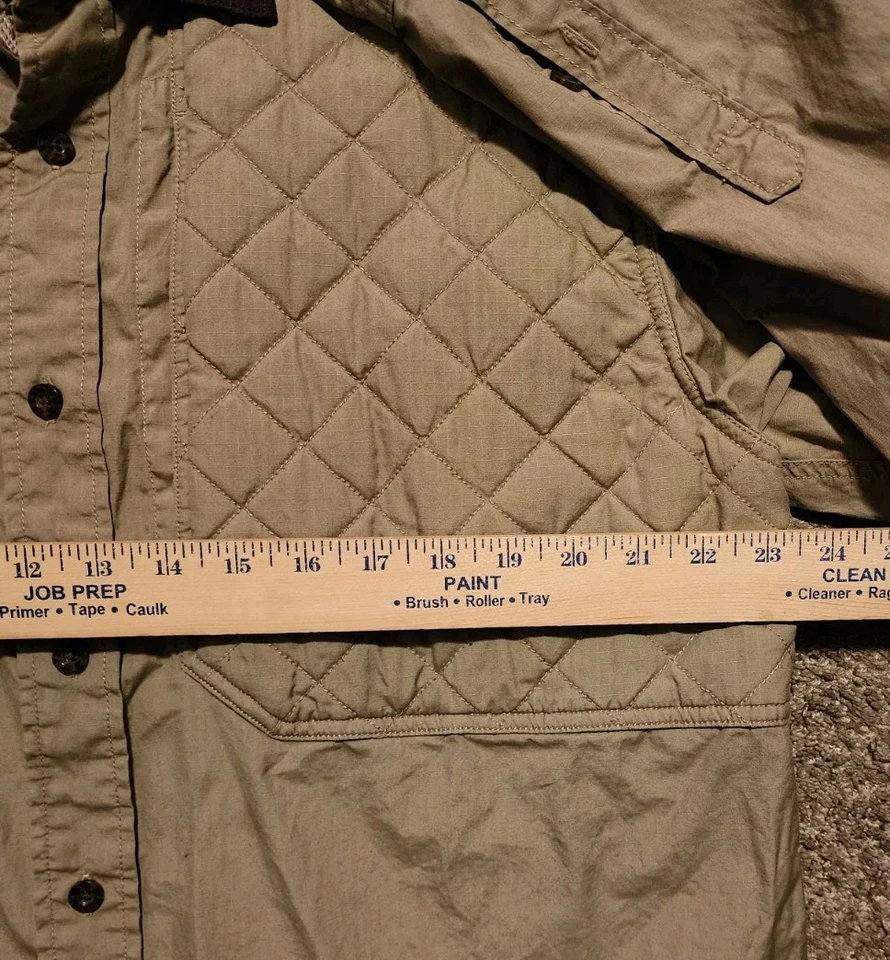 12 13 14 15 16 17 18 19 20 21 22 23 24
JOB PREP PAINT CLEAN
Primer • Tape • Caulk • Brush • Roller • Tray • Cleaner •